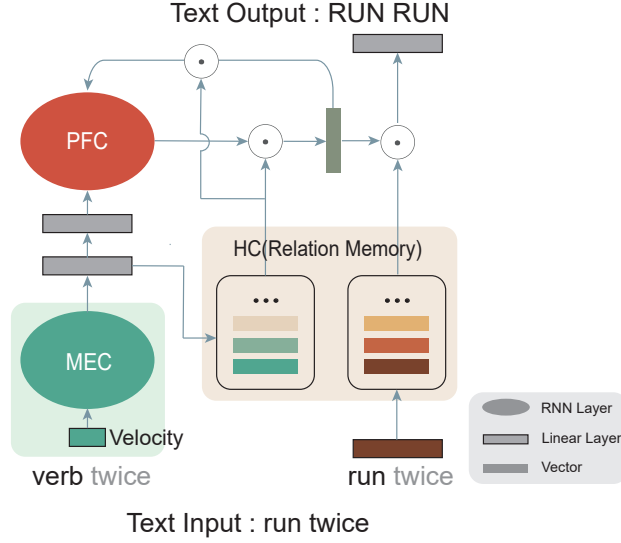 Text Output : RUN RUN
PFC
HC(Relation Memory)
MEC
Velocity
verb twice
run twice
RNN Layer
Linear Layer
Vector
Text Input : run twice